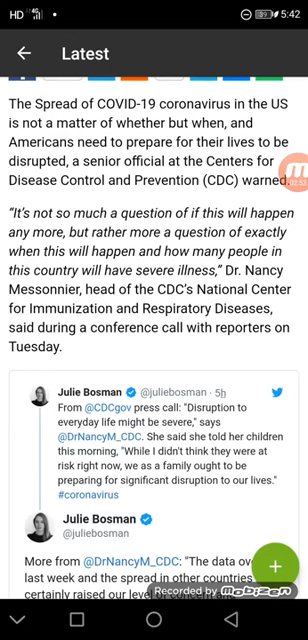 HD 4G 5:42
Latest
The Spread of COVID-19 coronavirus in the US
is not a matter of whether but when, and
Americans need to prepare for their lives to be
disrupted, a senior official at the Centers for
Disease Control and Prevention (CDC) warned.
02:53
“It’s not so much a question of if this will happen
any more, but rather more a question of exactly
when this will happen and how many people in
this country will have severe illness,” Dr. Nancy
Messonnier, head of the CDC’s National Center
for Immunization and Respiratory Diseases,
said during a conference call with reporters on
Tuesday.
Julie Bosman @juliebosman · 5h
From @CDCgov press call: "Disruption to
everyday life might be severe," says
@DrNancyM_CDC. She said she told her children
this morning, "While I didn't think they were at
risk right now, we as a family ought to be
preparing for significant disruption to our lives."
#coronavirus
Julie Bosman
@juliebosman
More from @DrNancyM_CDC: "The data over
last week and the spread in other countries
certainly raised our level of concern and
Recorded by Mobizen